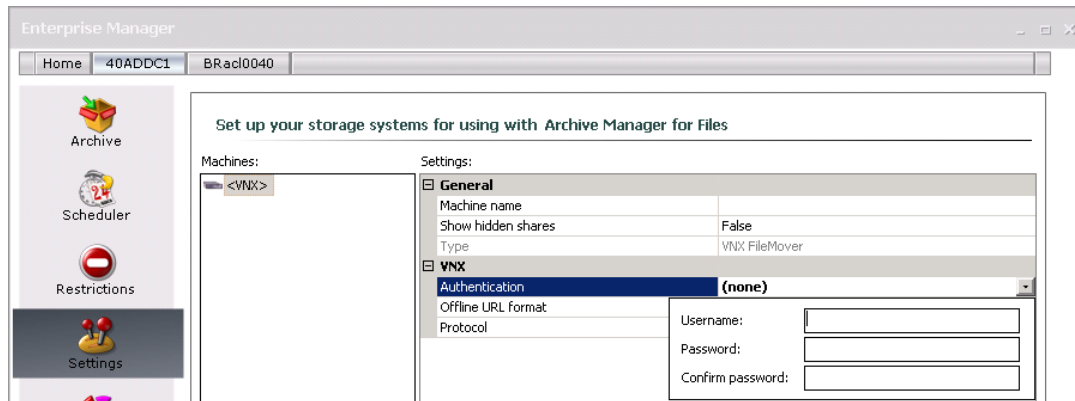 Enterprise Manager
Home 40ADDC1 BRacl0040
Archive
Scheduler
Restrictions
Settings
Set up your storage systems for using with Archive Manager for Files
Machines:
<VNX>
Settings:
General
Machine name
Show hidden shares False
Type VNX FileMover
VNX
Authentication (none)
Offline URL format
Protocol
Username:
Password:
Confirm password: